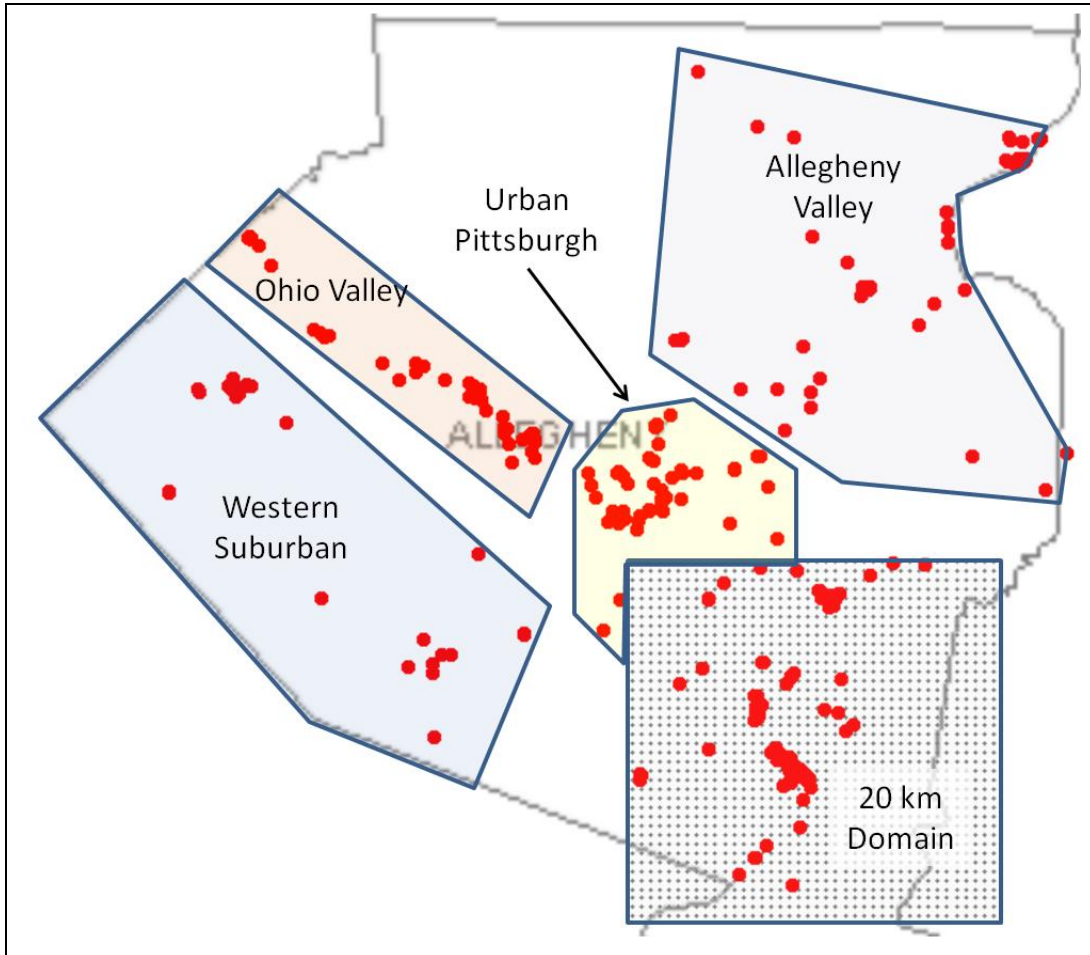 Allegheny
Valley
Urban
Pittsburgh
Ohio Valley
ALLEGHEN
Western
Suburban
20 km
Domain